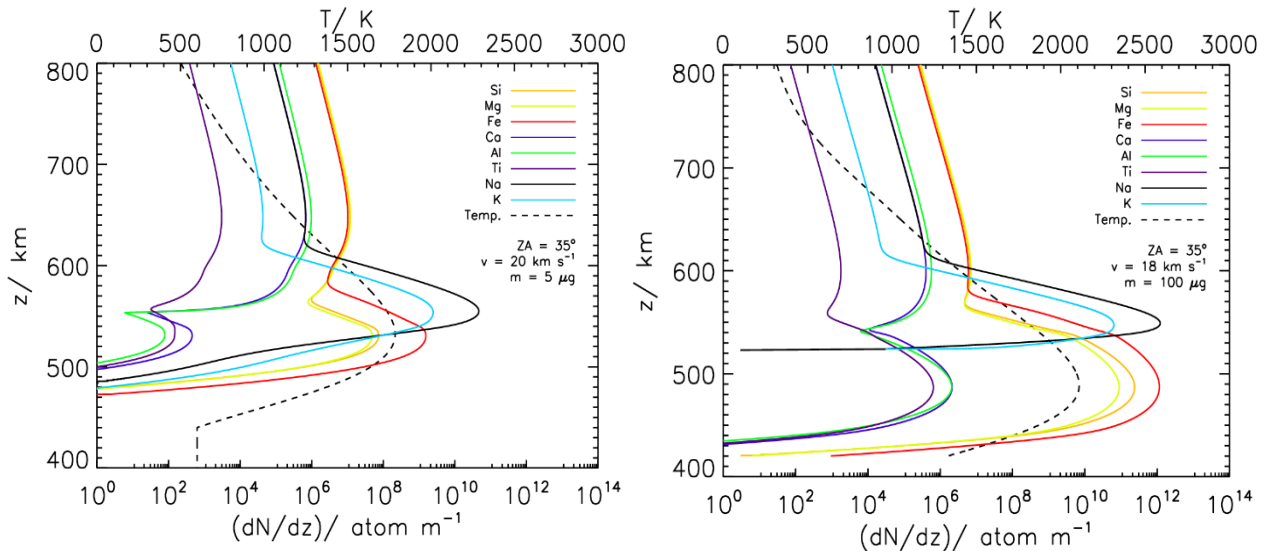 T/ K
0 500 1000 1500 2000 2500 3000
800
700
600
500
400
z/ km
Si
Mg
Fe
Ca
Al
Ti
Na
K
Temp.
ZA = 35°
v = 20 km s⁻¹
m = 5 μg
10⁰ 10² 10⁴ 10⁶ 10⁸ 10¹⁰ 10¹² 10¹⁴
(dN/dz)/ atom m⁻¹
T/ K
0 500 1000 1500 2000 2500 3000
800
700
600
500
400
z/ km
Si
Mg
Fe
Ca
Al
Ti
Na
K
Temp.
ZA = 35°
v = 18 km s⁻¹
m = 100 μg
10⁰ 10² 10⁴ 10⁶ 10⁸ 10¹⁰ 10¹² 10¹⁴
(dN/dz)/ atom m⁻¹